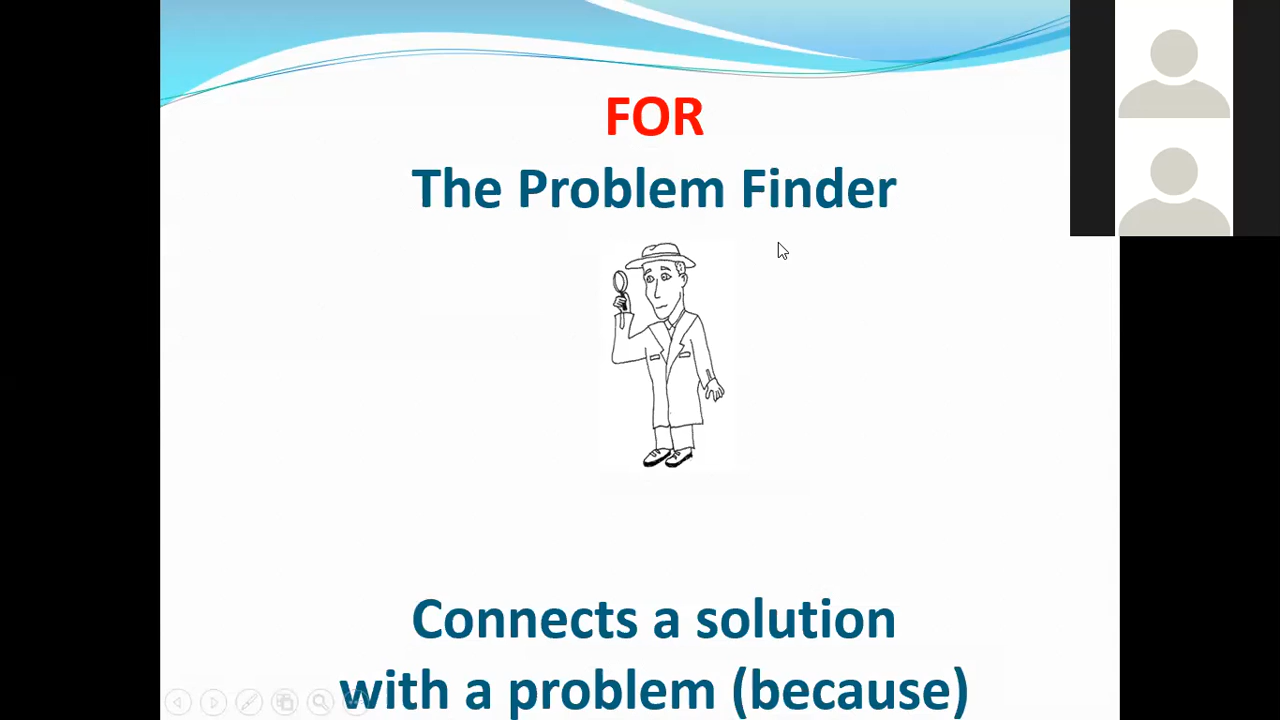 FOR
The Problem Finder
Connects a solution
with a problem (because)